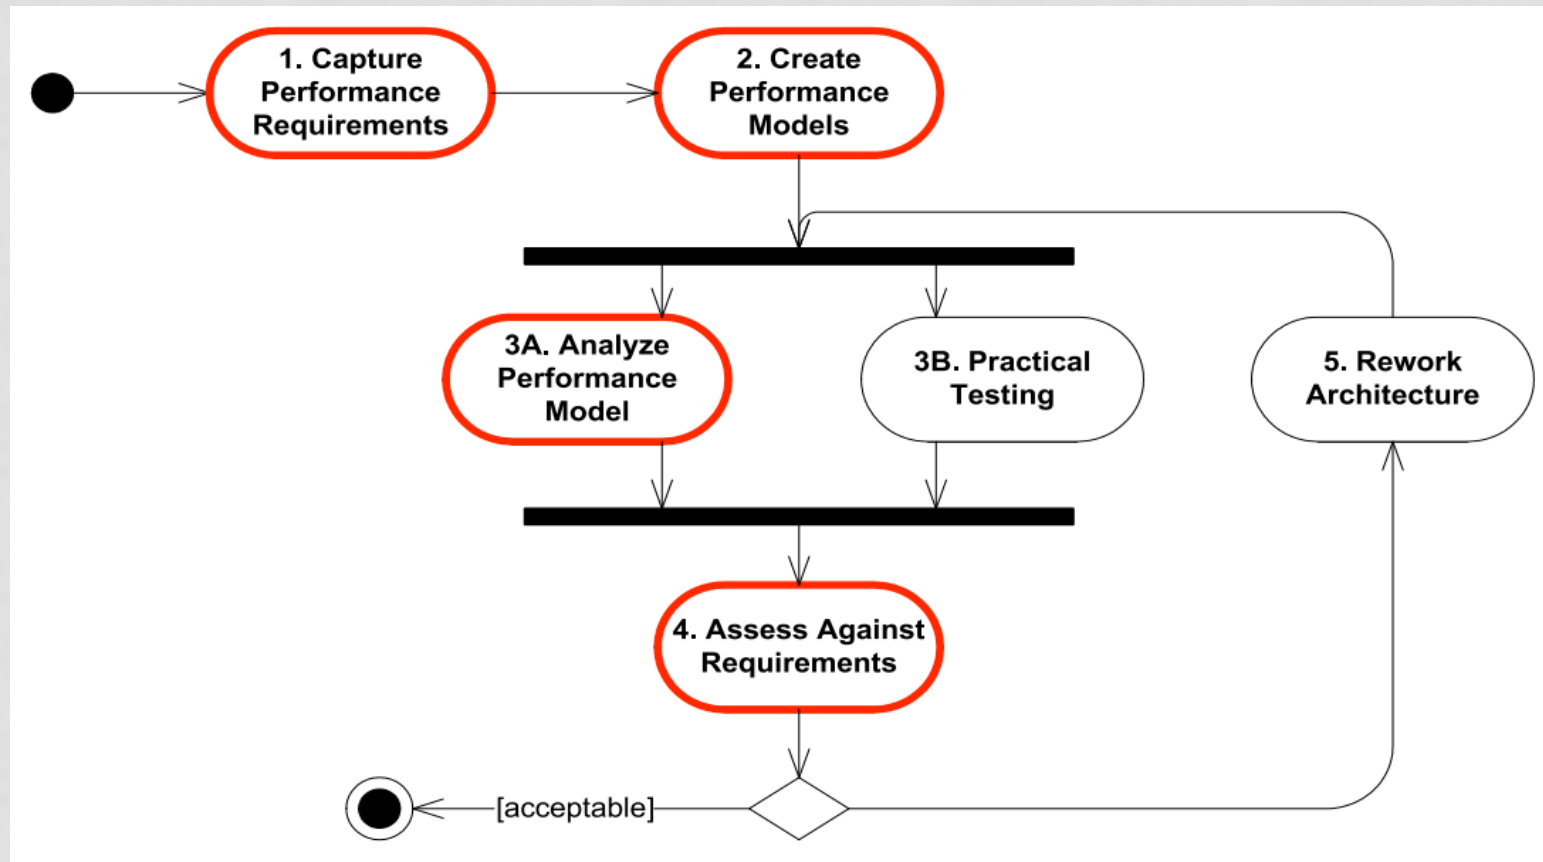 1. Capture
Performance
Requirements
2. Create
Performance
Models
3A. Analyze
Performance
Model
3B. Practical
Testing
5. Rework
Architecture
4. Assess Against
Requirements
[acceptable]